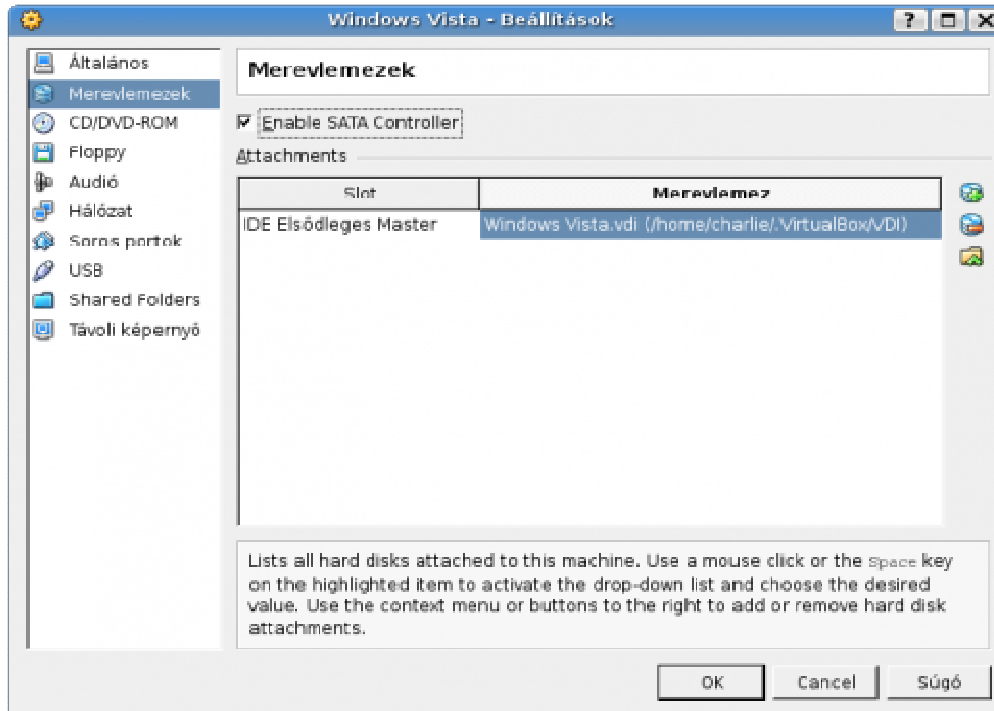 Windows Vista - Beállítások
Általános
Merevlemezek
CD/DVD-ROM
Floppy
Audió
Hálózat
Soros portok
USB
Shared Folders
Távoli képernyő
Merevlemezek
Enable SATA Controller
Attachments
Slot Merevlemez
IDE Elsődleges Master Windows Vista.vdi (/home/charlie/.VirtualBox/VDI)
Lists all hard disks attached to this machine. Use a mouse click or the Space key
on the highlighted item to activate the drop-down list and choose the desired
value. Use the context menu or buttons to the right to add or remove hard disk
attachments.
OK Cancel Súgó